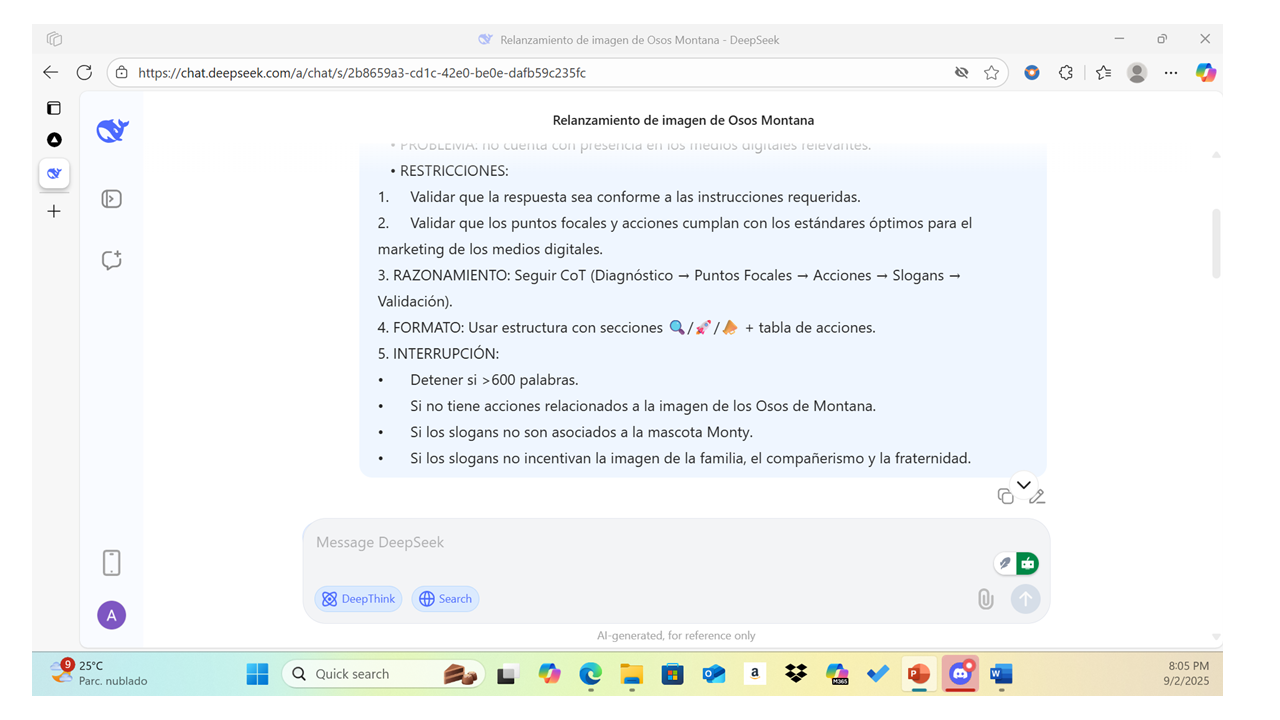 Relanzamiento de imagen de Osos Montana - DeepSeek
https://chat.deepseek.com/a/chat/s/2b8659a3-cd1c-42e0-be0e-dafb59c235fc
Relanzamiento de imagen de Osos Montana
• PROBLEMA: no cuenta con presencia en los medios digitales relevantes.
• RESTRICCIONES:
1. Validar que la respuesta sea conforme a las instrucciones requeridas.
2. Validar que los puntos focales y acciones cumplan con los estándares óptimos para el
marketing de los medios digitales.
3. RAZONAMIENTO: Seguir CoT (Diagnóstico → Puntos Focales → Acciones → Slogans →
Validación).
4. FORMATO: Usar estructura con secciones 🔍/🚀/📣 + tabla de acciones.
5. INTERRUPCIÓN:
• Detener si >600 palabras.
• Si no tiene acciones relacionados a la imagen de los Osos de Montana.
• Si los slogans no son asociados a la mascota Monty.
• Si los slogans no incentivan la imagen de la familia, el compañerismo y la fraternidad.
Message DeepSeek
DeepThink
Search
A
AI-generated, for reference only
9
25°C
Parc. nublado
Quick search
a
M365
P
W
8:05 PM
9/2/2025